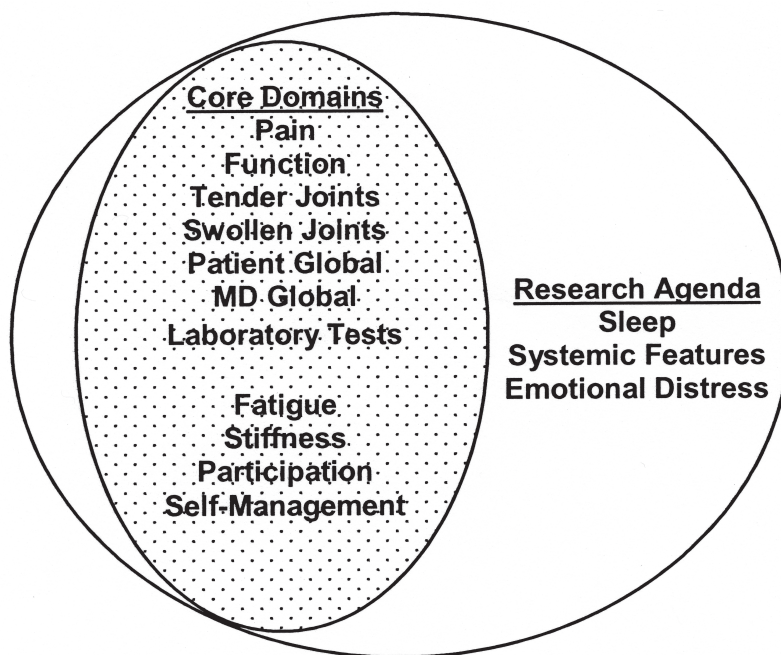 Core Domains
Pain
Function
Tender Joints
Swollen Joints
Patient Global
MD Global
Laboratory Tests
Fatigue
Stiffness
Participation
Self-Management
Research Agenda
Sleep
Systemic Features
Emotional Distress